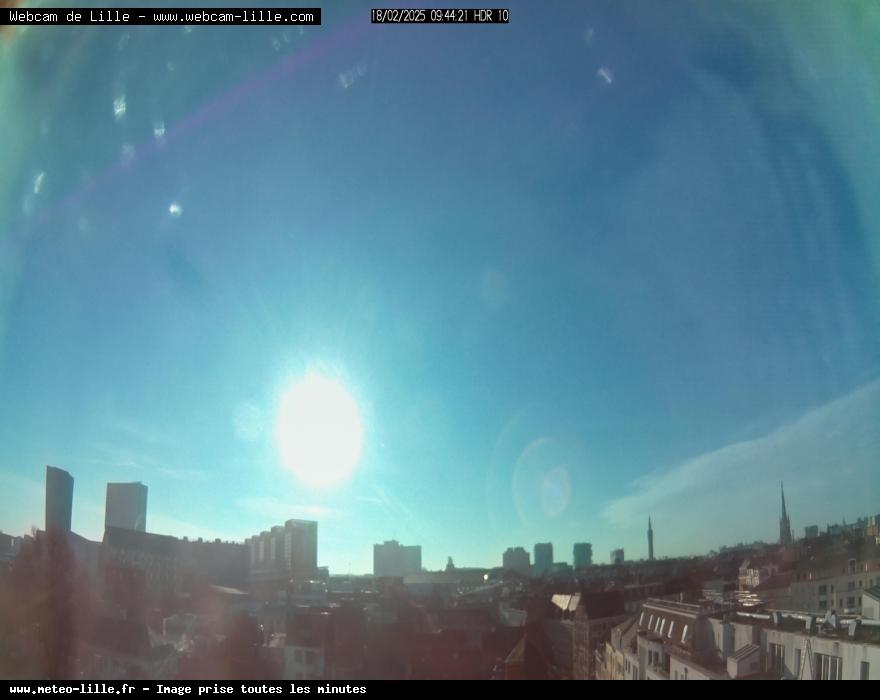 Webcam de Lille - www.webcam-lille.com
18/02/2025 09:44:21 HDR 10
www.meteo-lille.fr - Image prise toutes les minutes